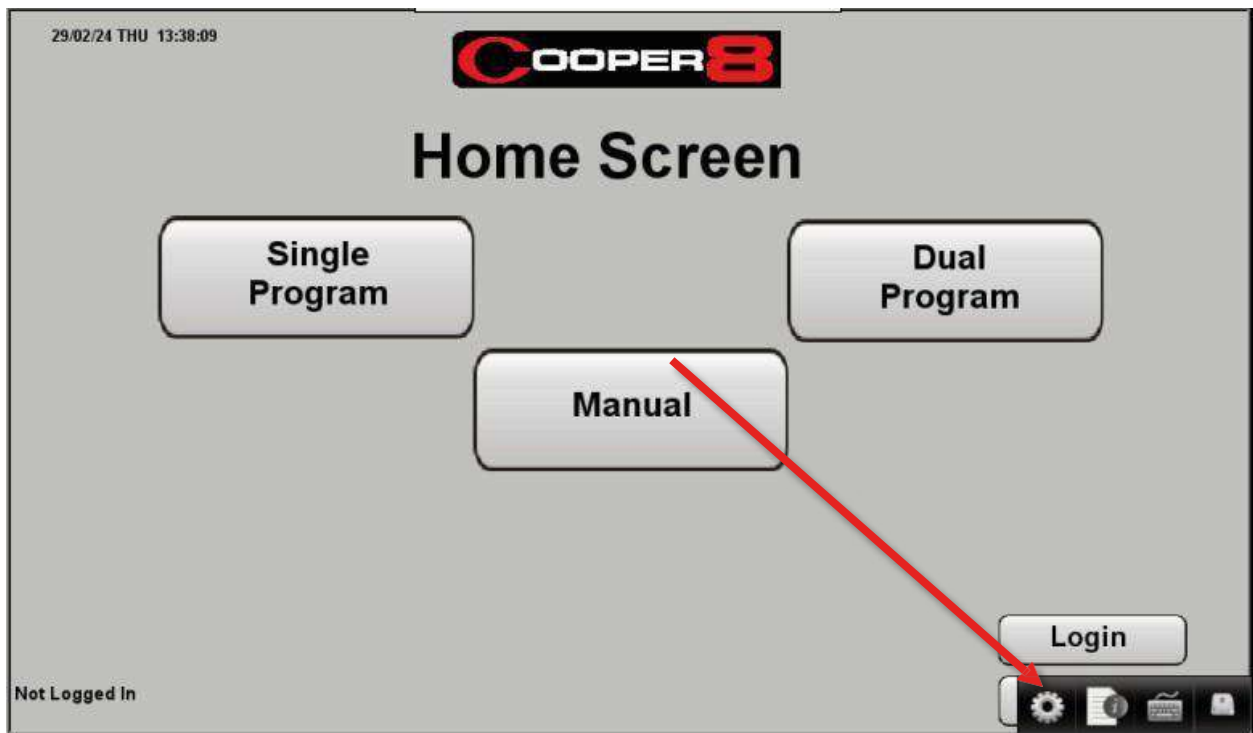 29/02/24 THU 13:38:09
COOPER8
Home Screen
Single
Program
Dual
Program
Manual
Login
Not Logged In